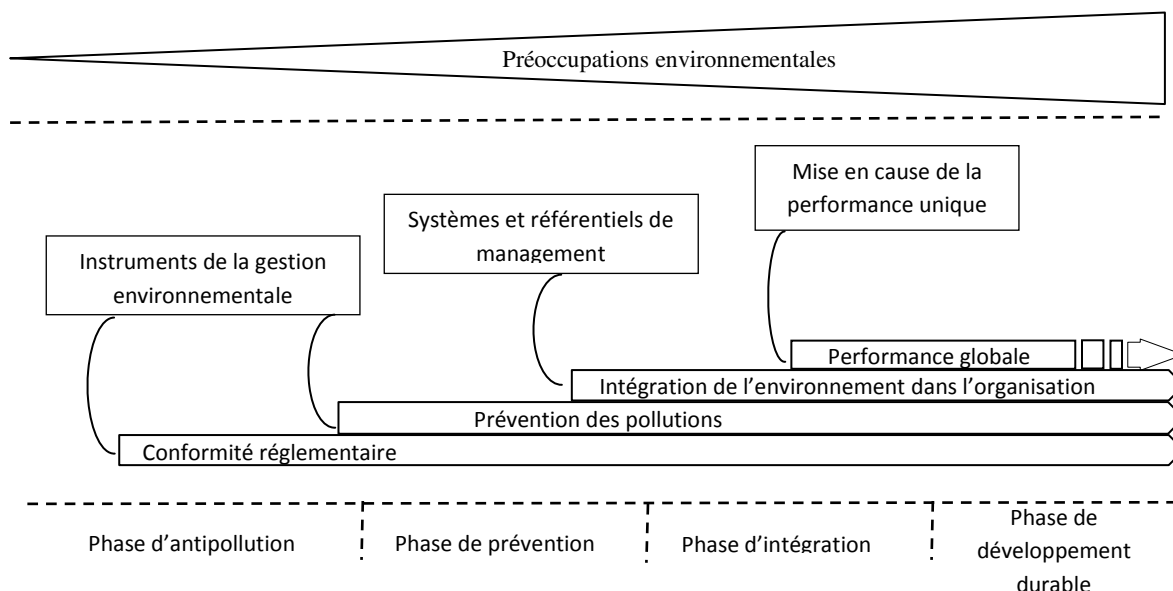 Préoccupations environnementales
Mise en cause de la
performance unique
Systèmes et référentiels de
management
Instruments de la gestion
environnementale
Performance globale
Intégration de l'environnement dans l'organisation
Prévention des pollutions
Conformité réglementaire
Phase d'antipollution
Phase de prévention
Phase d'intégration
Phase de
développement
durable